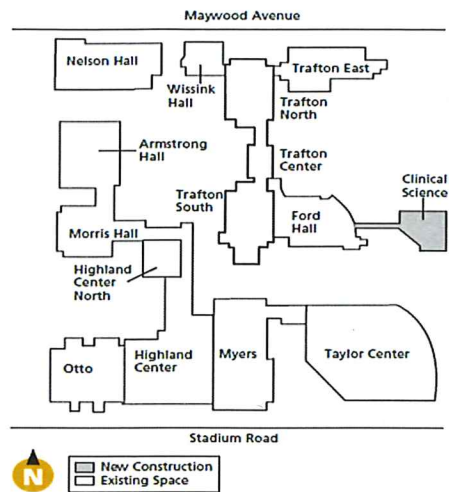 Maywood Avenue
Nelson Hall
Wissink
Hall
Trafton East
Trafton
North
Armstrong
Hall
Trafton
Center
Clinical
Science
Trafton
South
Ford
Hall
Morris Hall
Highland
Center
North
Otto
Highland
Center
Myers
Taylor Center
Stadium Road
N
New Construction
Existing Space